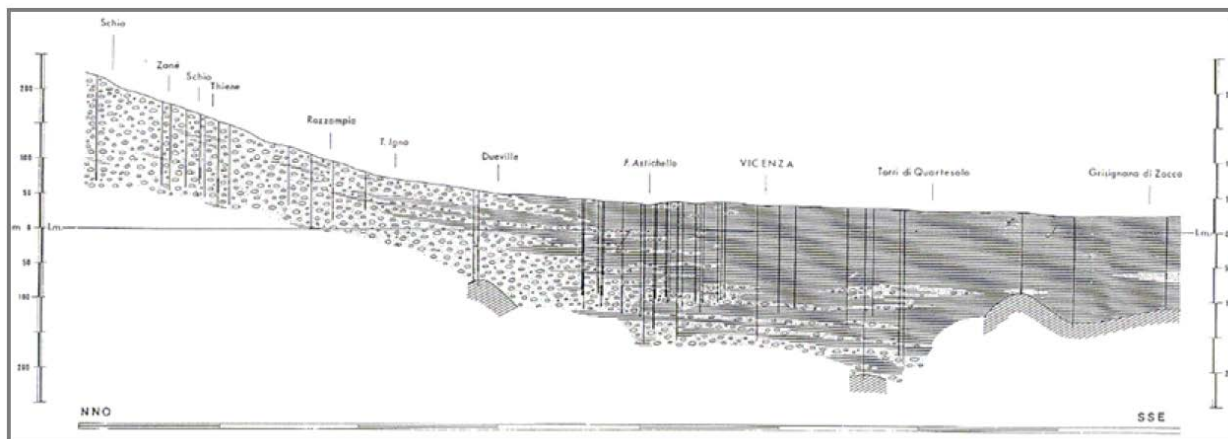 Schio
Zanè
Schio
Thiene
Rozzampia
T. Igna
Dueville
F. Astichello
VICENZA
Torri di Quartesolo
Grisignano di Zocco
200
100
50
m 0 l.m.
50
100
200
NNO
SSE